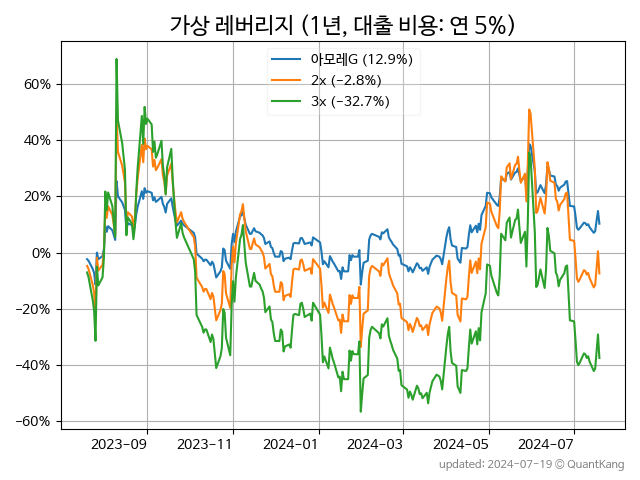 가상 레버리지 (1년, 대출 비용: 연 5%)
아모레G (12.9%)
2x (−2.8%)
3x (−32.7%)
60%
40%
20%
0%
−20%
−40%
−60%
2023-09
2023-11
2024-01
2024-03
2024-05
2024-07
updated: 2024-07-19 © QuantKang